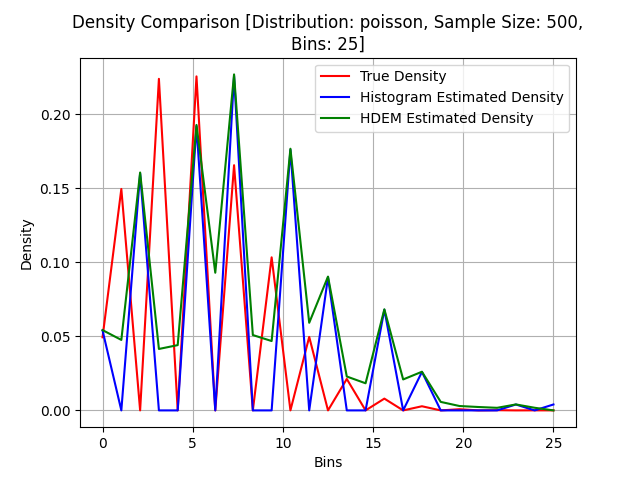 Density Comparison [Distribution: poisson, Sample Size: 500,
Bins: 25]
True Density
Histogram Estimated Density
HDEM Estimated Density
Density
0.20
0.15
0.10
0.05
0.00
0 5 10 15 20 25
Bins